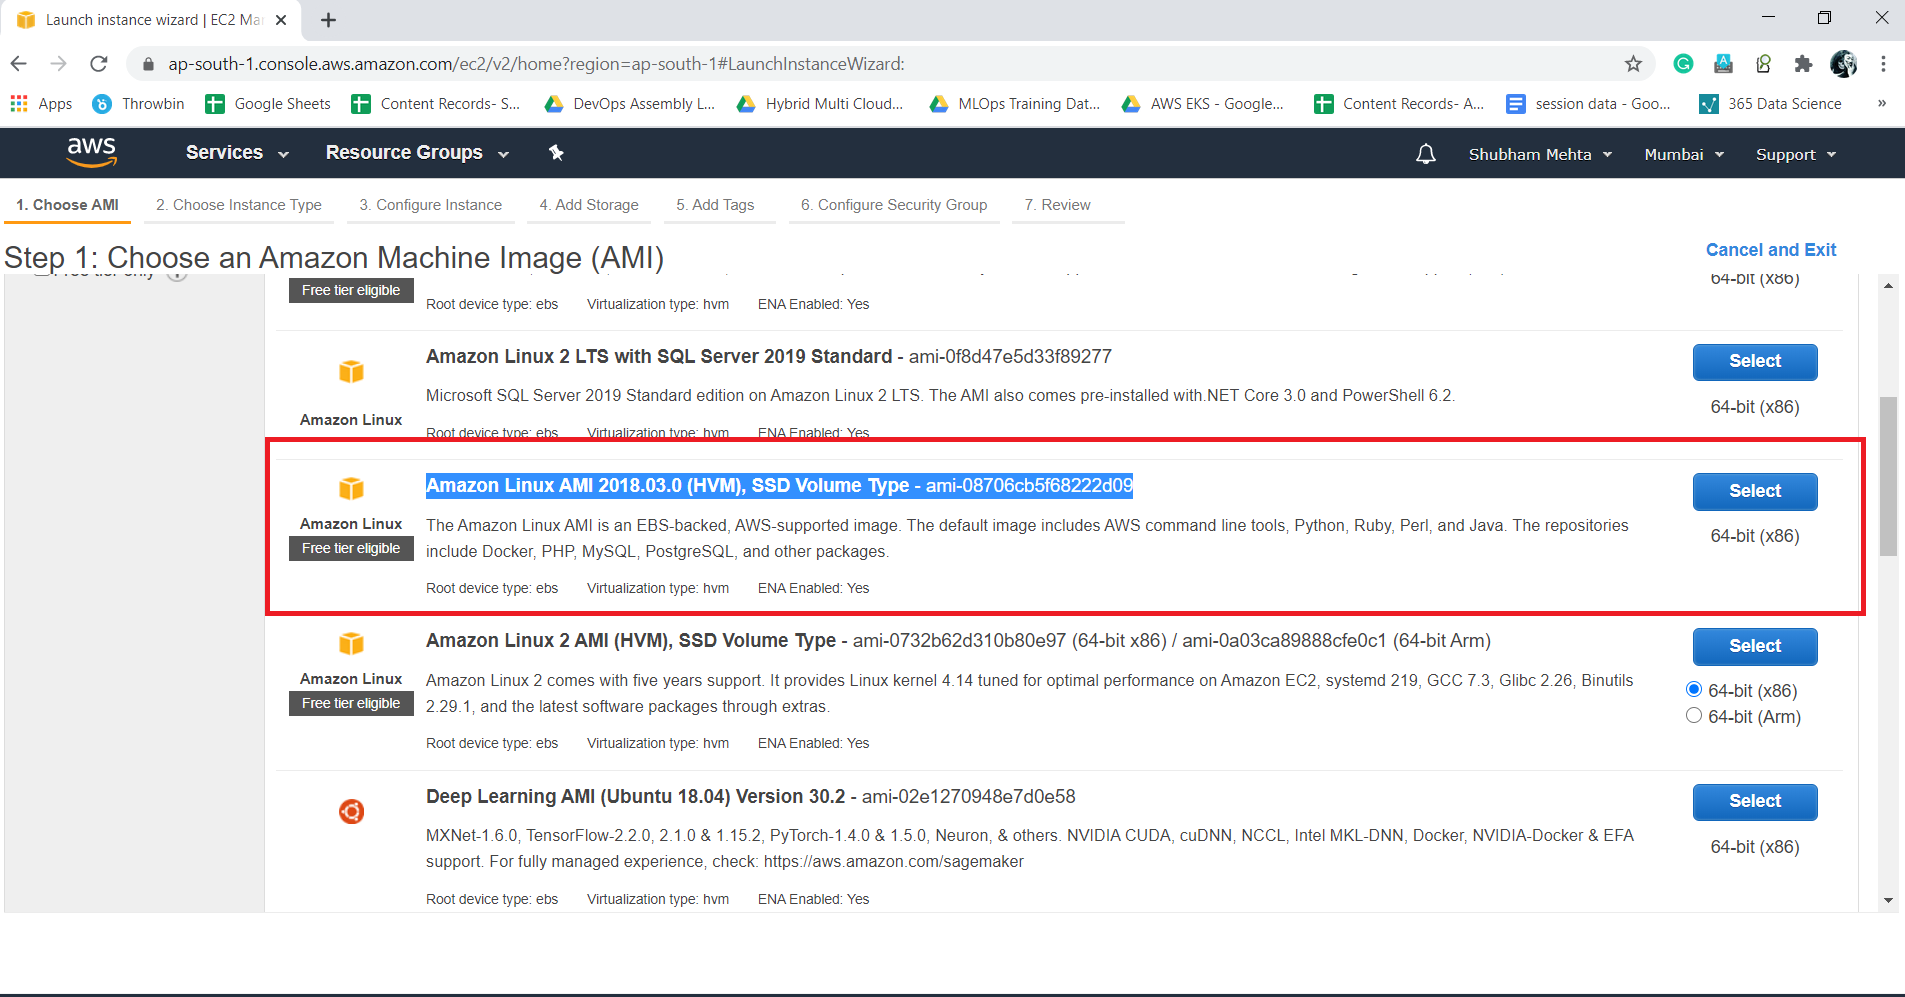 Launch instance wizard | EC2 Ma
ap-south-1.console.aws.amazon.com/ec2/v2/home?region=ap-south-1#LaunchInstanceWizard:
Apps Throwbin Google Sheets Content Records- S... DevOps Assembly L... Hybrid Multi Cloud... MLOps Training Dat... AWS EKS - Google... Content Records- A... session data - Goo... 365 Data Science »
aws Services Resource Groups Shubham Mehta Mumbai Support
1. Choose AMI 2. Choose Instance Type 3. Configure Instance 4. Add Storage 5. Add Tags 6. Configure Security Group 7. Review
Step 1: Choose an Amazon Machine Image (AMI) Cancel and Exit
64-bit (x86)
Free tier eligible
Root device type: ebs Virtualization type: hvm ENA Enabled: Yes
Amazon Linux 2 LTS with SQL Server 2019 Standard - ami-0f8d47e5d33f89277
Select
Microsoft SQL Server 2019 Standard edition on Amazon Linux 2 LTS. The AMI also comes pre-installed with.NET Core 3.0 and PowerShell 6.2.
64-bit (x86)
Amazon Linux
Root device type: ebs Virtualization type: hvm ENA Enabled: Yes
Amazon Linux AMI 2018.03.0 (HVM), SSD Volume Type - ami-08706cb5f68222d09
Select
Amazon Linux
Free tier eligible
The Amazon Linux AMI is an EBS-backed, AWS-supported image. The default image includes AWS command line tools, Python, Ruby, Perl, and Java. The repositories
include Docker, PHP, MySQL, PostgreSQL, and other packages.
64-bit (x86)
Root device type: ebs Virtualization type: hvm ENA Enabled: Yes
Amazon Linux 2 AMI (HVM), SSD Volume Type - ami-0732b62d310b80e97 (64-bit x86) / ami-0a03ca89888cfe0c1 (64-bit Arm)
Select
Amazon Linux
Free tier eligible
Amazon Linux 2 comes with five years support. It provides Linux kernel 4.14 tuned for optimal performance on Amazon EC2, systemd 219, GCC 7.3, Glibc 2.26, Binutils
2.29.1, and the latest software packages through extras.
64-bit (x86)
64-bit (Arm)
Root device type: ebs Virtualization type: hvm ENA Enabled: Yes
Deep Learning AMI (Ubuntu 18.04) Version 30.2 - ami-02e1270948e7d0e58
Select
MXNet-1.6.0, TensorFlow-2.2.0, 2.1.0 & 1.15.2, PyTorch-1.4.0 & 1.5.0, Neuron, & others. NVIDIA CUDA, cuDNN, NCCL, Intel MKL-DNN, Docker, NVIDIA-Docker & EFA
support. For fully managed experience, check: https://aws.amazon.com/sagemaker
64-bit (x86)
Root device type: ebs Virtualization type: hvm ENA Enabled: Yes